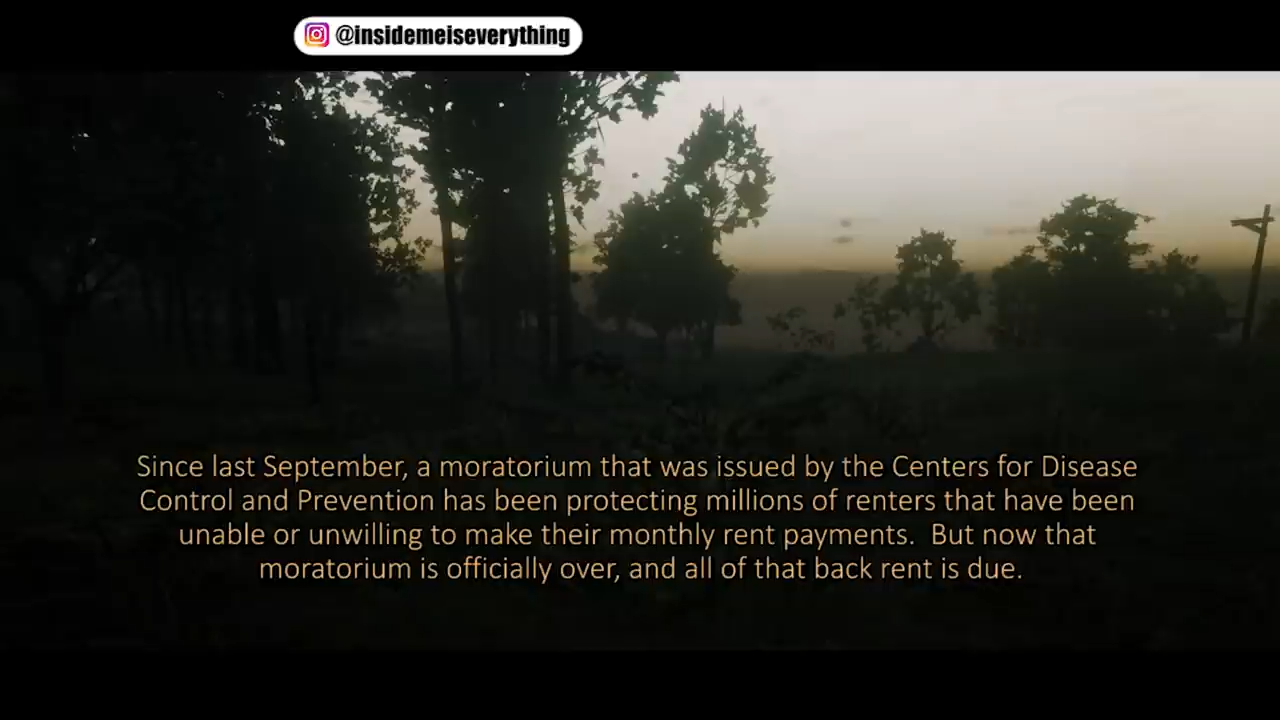 @insidemeiseverything
Since last September, a moratorium that was issued by the Centers for Disease
Control and Prevention has been protecting millions of renters that have been
unable or unwilling to make their monthly rent payments.  But now that
moratorium is officially over, and all of that back rent is due.